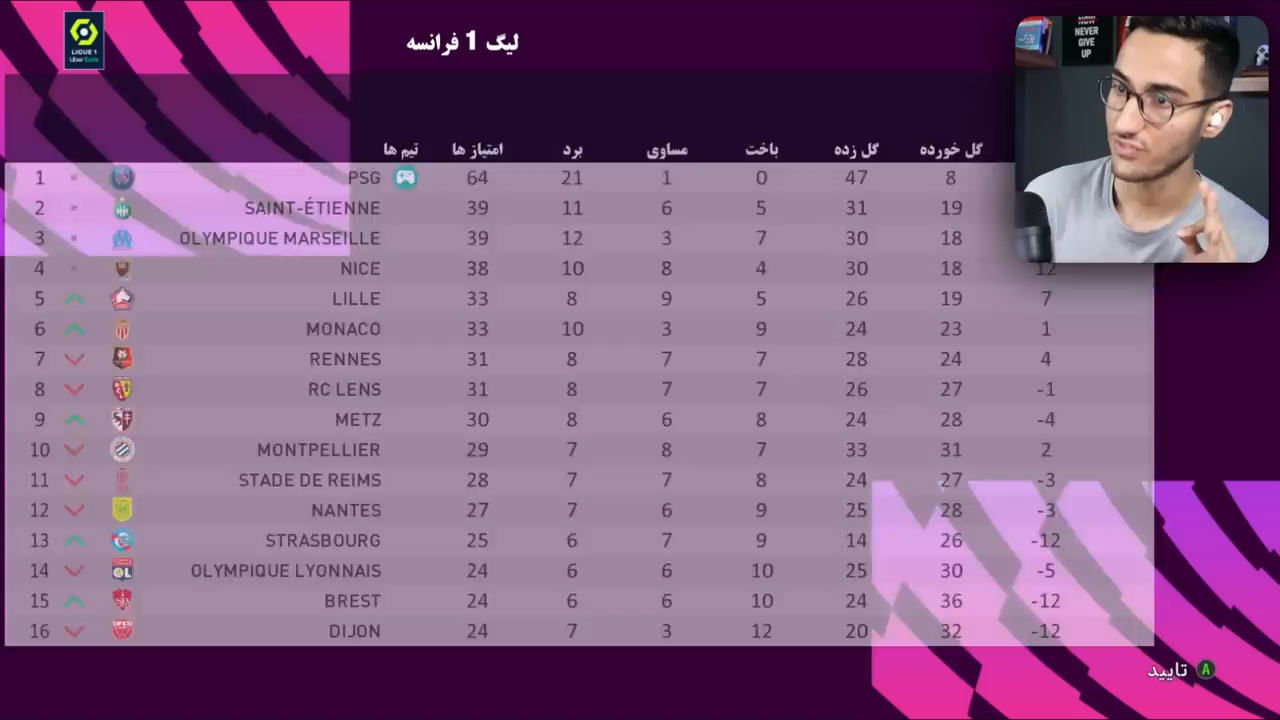 LIGUE 1
Uber Eats
لیگ 1 فرانسه
NEVER
GIVE
UP
تیم ها امتیاز ها برد مساوی باخت گل زده گل خورده
1 PSG 64 21 1 0 47 8
2 SAINT-ÉTIENNE 39 11 6 5 31 19
3 OLYMPIQUE MARSEILLE 39 12 3 7 30 18
4 NICE 38 10 8 4 30 18 12
5 LILLE 33 8 9 5 26 19 7
6 MONACO 33 10 3 9 24 23 1
7 RENNES 31 8 7 7 28 24 4
8 RC LENS 31 8 7 7 26 27 -1
9 METZ 30 8 6 8 24 28 -4
10 MONTPELLIER 29 7 8 7 33 31 2
11 STADE DE REIMS 28 7 7 8 24 27 -3
12 NANTES 27 7 6 9 25 28 -3
13 STRASBOURG 25 6 7 9 14 26 -12
14 OLYMPIQUE LYONNAIS 24 6 6 10 25 30 -5
15 BREST 24 6 6 10 24 36 -12
16 DIJON 24 7 3 12 20 32 -12
تایید A